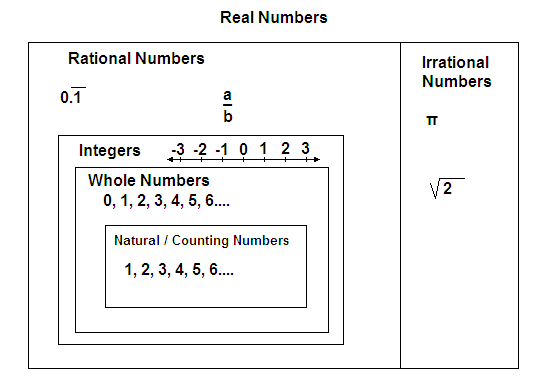 Real Numbers
Rational Numbers
Irrational
Numbers
0.1̅
a
b
π
Integers
-3 -2 -1 0 1 2 3
Whole Numbers
0, 1, 2, 3, 4, 5, 6....
√2
Natural / Counting Numbers
1, 2, 3, 4, 5, 6....